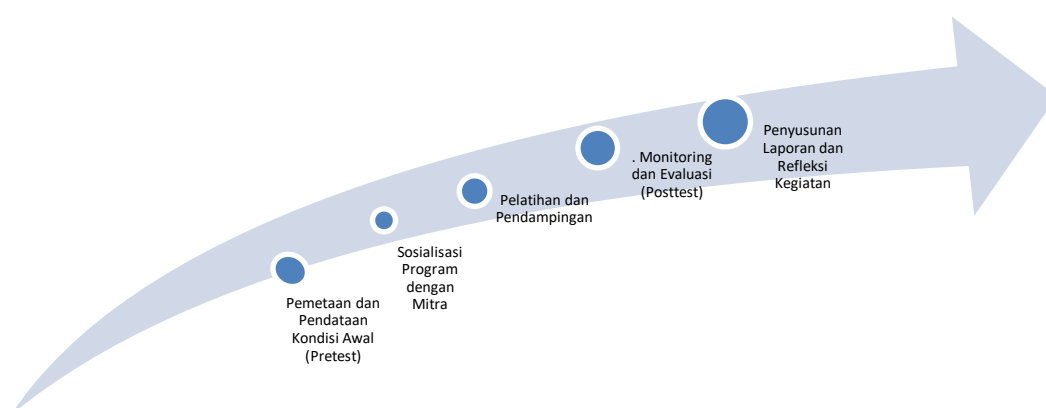 Pemetaan dan
Pendataan
Kondisi Awal
(Pretest)
Sosialisasi
Program
dengan
Mitra
Pelatihan dan
Pendampingan
. Monitoring
dan Evaluasi
(Posttest)
Penyusunan
Laporan dan
Refleksi
Kegiatan